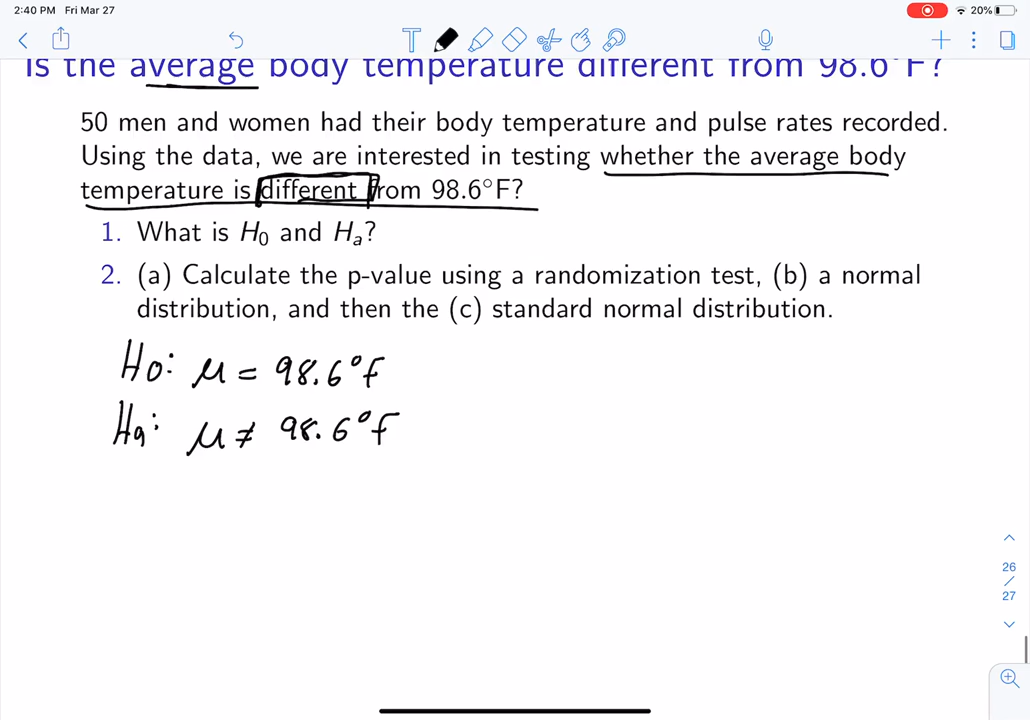 2:40 PM Fri Mar 27
20%
T
Is the average body temperature different from 98.6°F?
50 men and women had their body temperature and pulse rates recorded.
Using the data, we are interested in testing whether the average body
temperature is different from 98.6°F?
1. What is H₀ and Hₐ?
2. (a) Calculate the p-value using a randomization test, (b) a normal
distribution, and then the (c) standard normal distribution.
H₀: μ = 98.6°F
Hₐ: μ ≠ 98.6°F
26
/
27